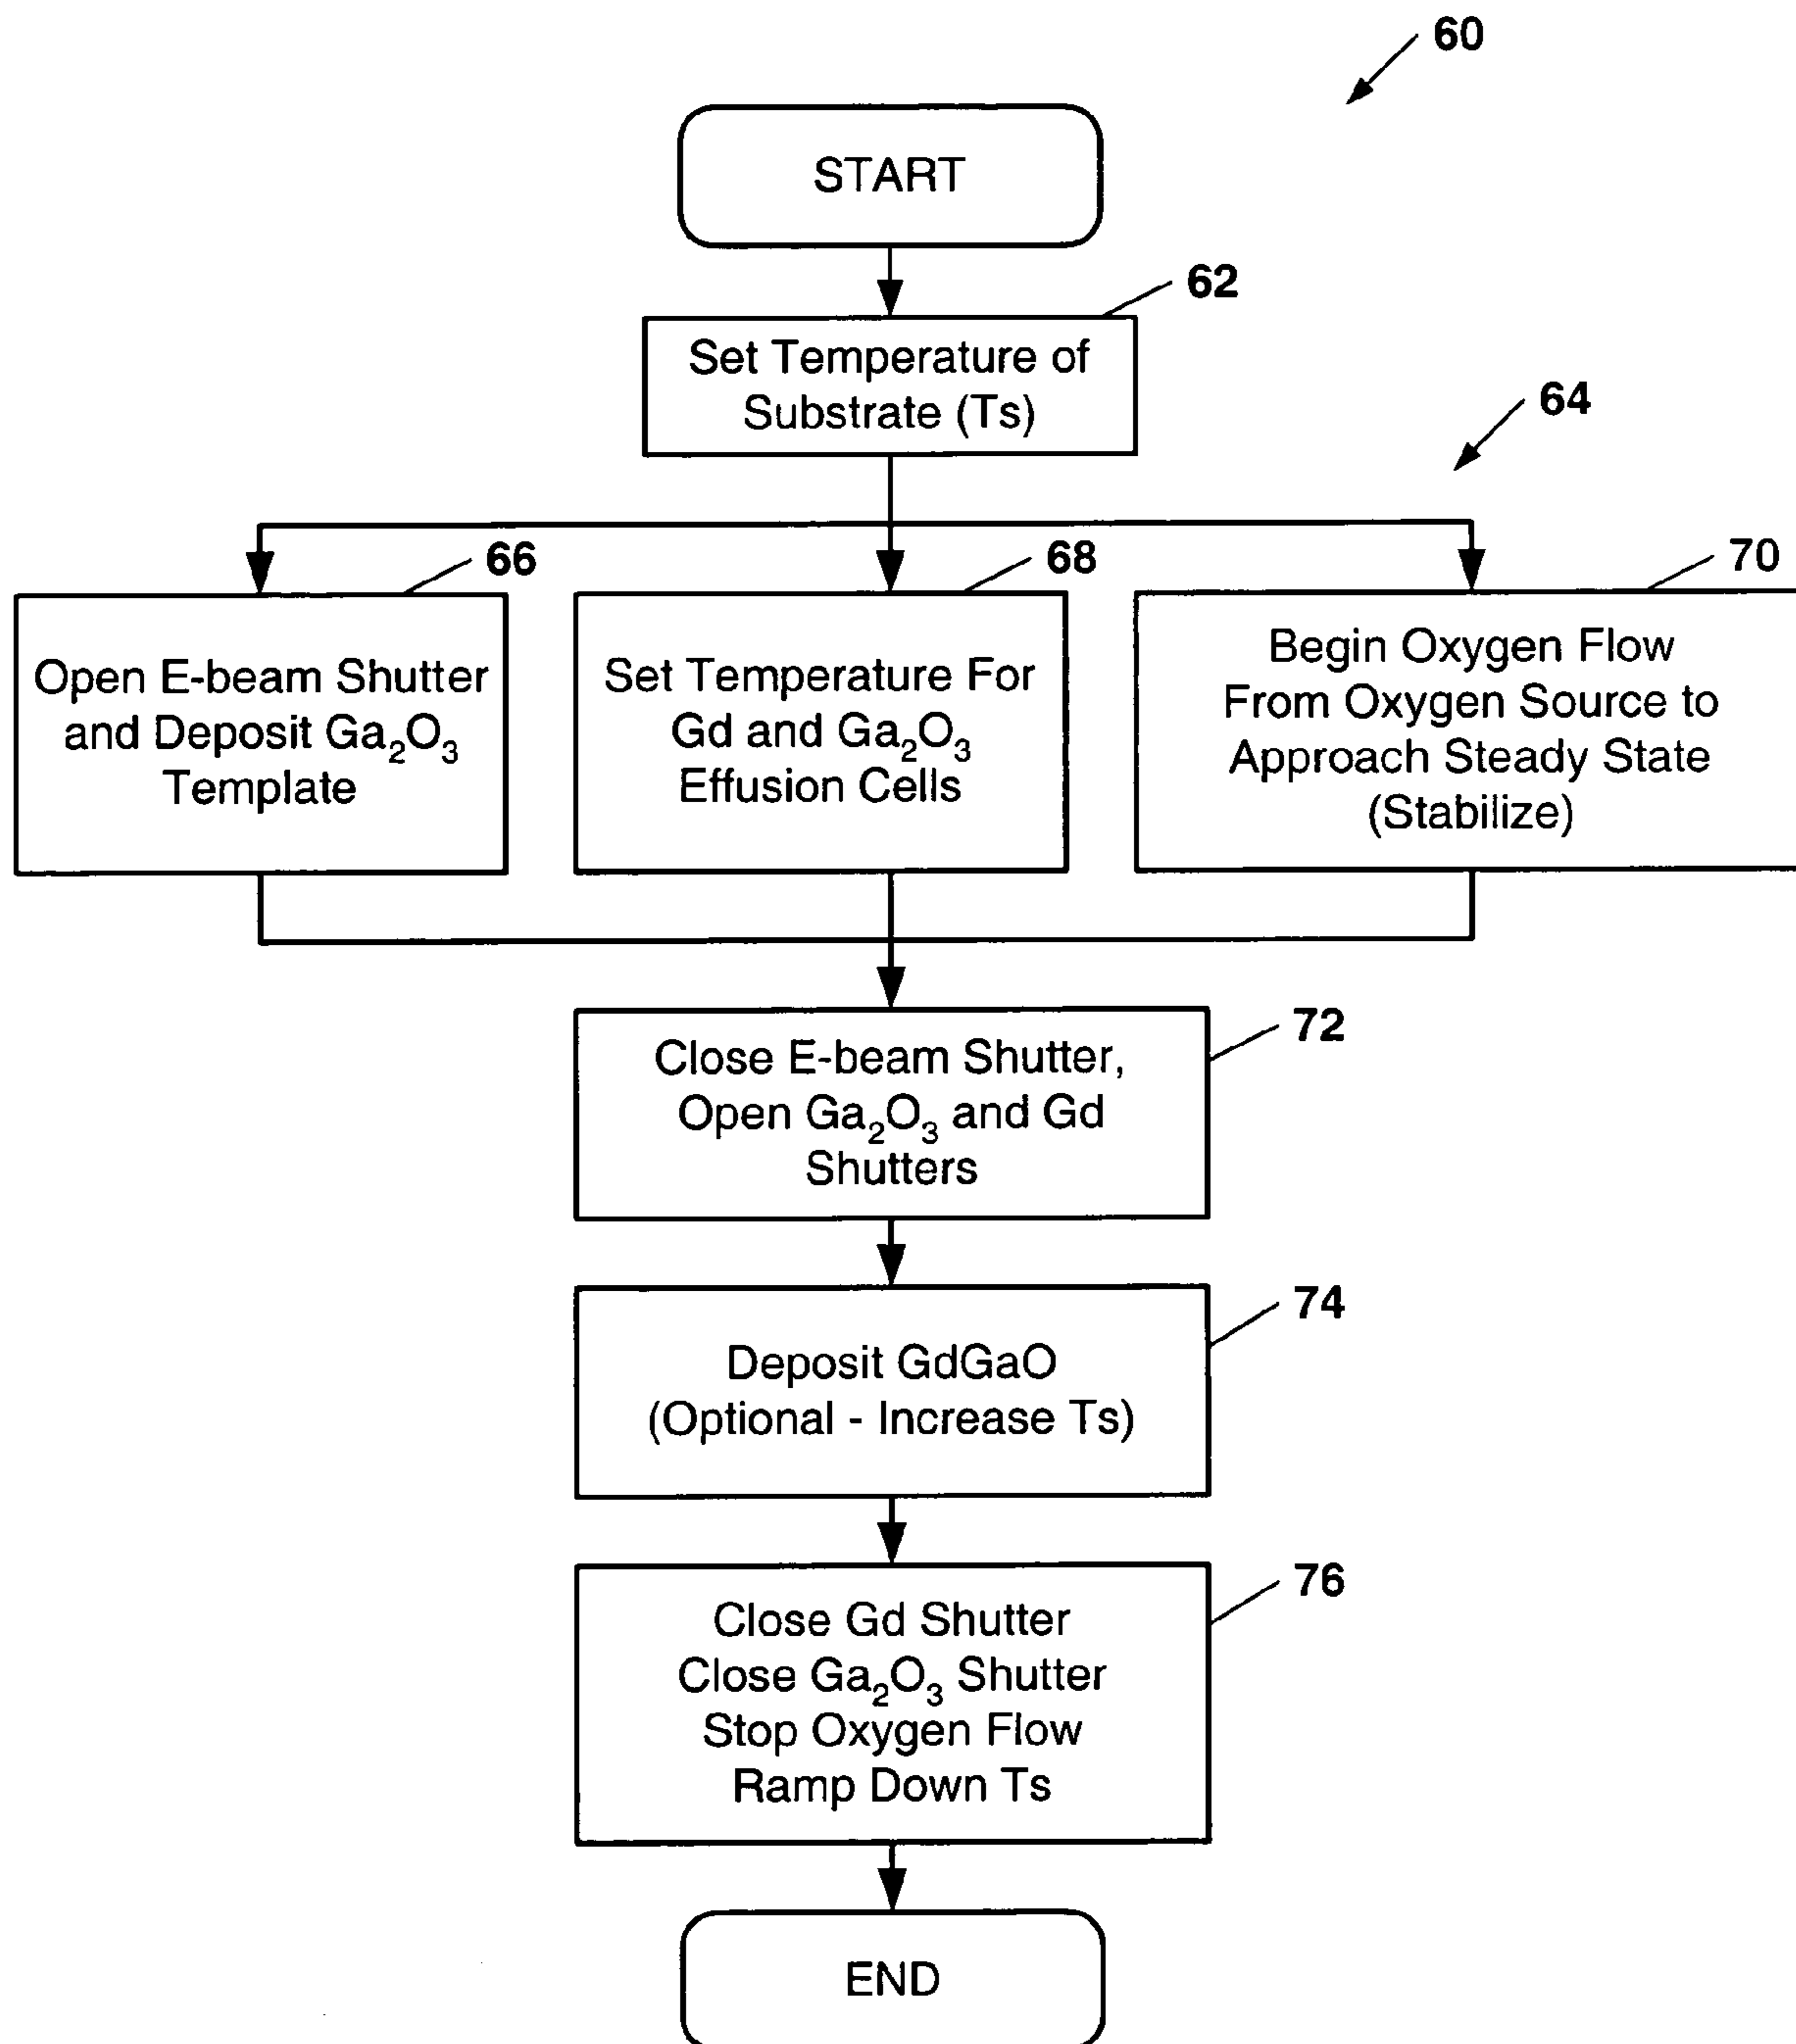 60
START
62
Set Temperature of
Substrate (Ts)
64
66
Open E-beam Shutter
and Deposit Ga₂O₃
Template
68
Set Temperature For
Gd and Ga₂O₃
Effusion Cells
70
Begin Oxygen Flow
From Oxygen Source to
Approach Steady State
(Stabilize)
72
Close E-beam Shutter,
Open Ga₂O₃ and Gd
Shutters
74
Deposit GdGaO
(Optional - Increase Ts)
76
Close Gd Shutter
Close Ga₂O₃ Shutter
Stop Oxygen Flow
Ramp Down Ts
END